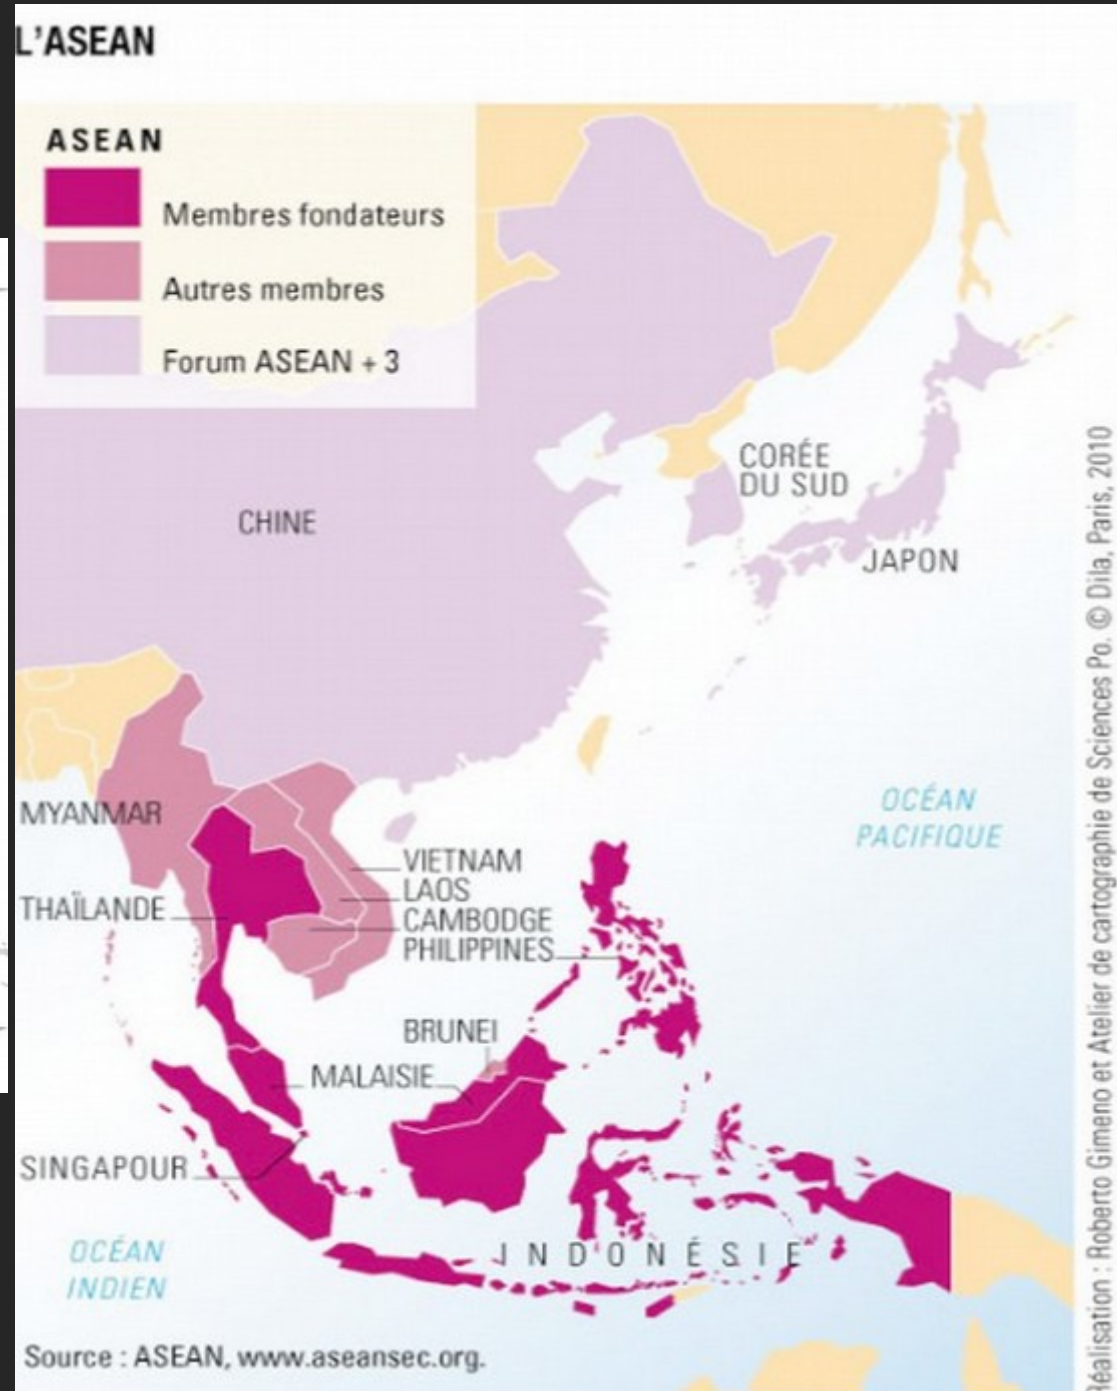 L'ASEAN
ASEAN
Membres fondateurs
Autres membres
Forum ASEAN + 3
CORÉE
DU SUD
CHINE
JAPON
OCÉAN
PACIFIQUE
MYANMAR
VIETNAM
LAOS
THAÏLANDE
CAMBODGE
PHILIPPINES
BRUNEI
MALAISIE
SINGAPOUR
OCÉAN
INDIEN
INDONÉSIE
Source : ASEAN, www.aseansec.org.
Réalisation : Roberto Gimeno et Atelier de cartographie de Sciences Po. © Dila, Paris, 2010